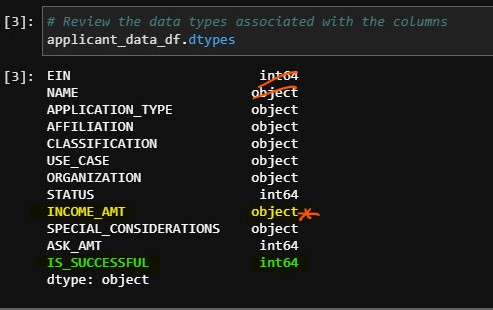 [3]: # Review the data types associated with the columns
applicant_data_df.dtypes
[3]: EIN int64
NAME object
APPLICATION_TYPE object
AFFILIATION object
CLASSIFICATION object
USE_CASE object
ORGANIZATION object
STATUS int64
INCOME_AMT object*
SPECIAL_CONSIDERATIONS object
ASK_AMT int64
IS_SUCCESSFUL int64
dtype: object